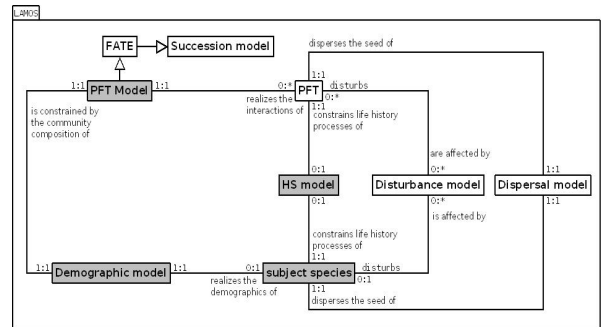 LAMOS
FATE
Succession model
disperses the seed of
1:1
PFT Model
1:1
0:*
PFT
1:1
disturbs
0:*
realizes the
interactions of
1:1
constrains life history
processes of
is constrained by
the community
composition of
are affected by
0:1
0:*
1:1
HS model
Disturbance model
Dispersal model
0:1
0:*
1:1
is affected by
constrains life history
processes of
1:1
1:1
Demographic model
1:1
0:1
subject species
disturbs
0:1
realizes the
demographics of
1:1
disperses the seed of